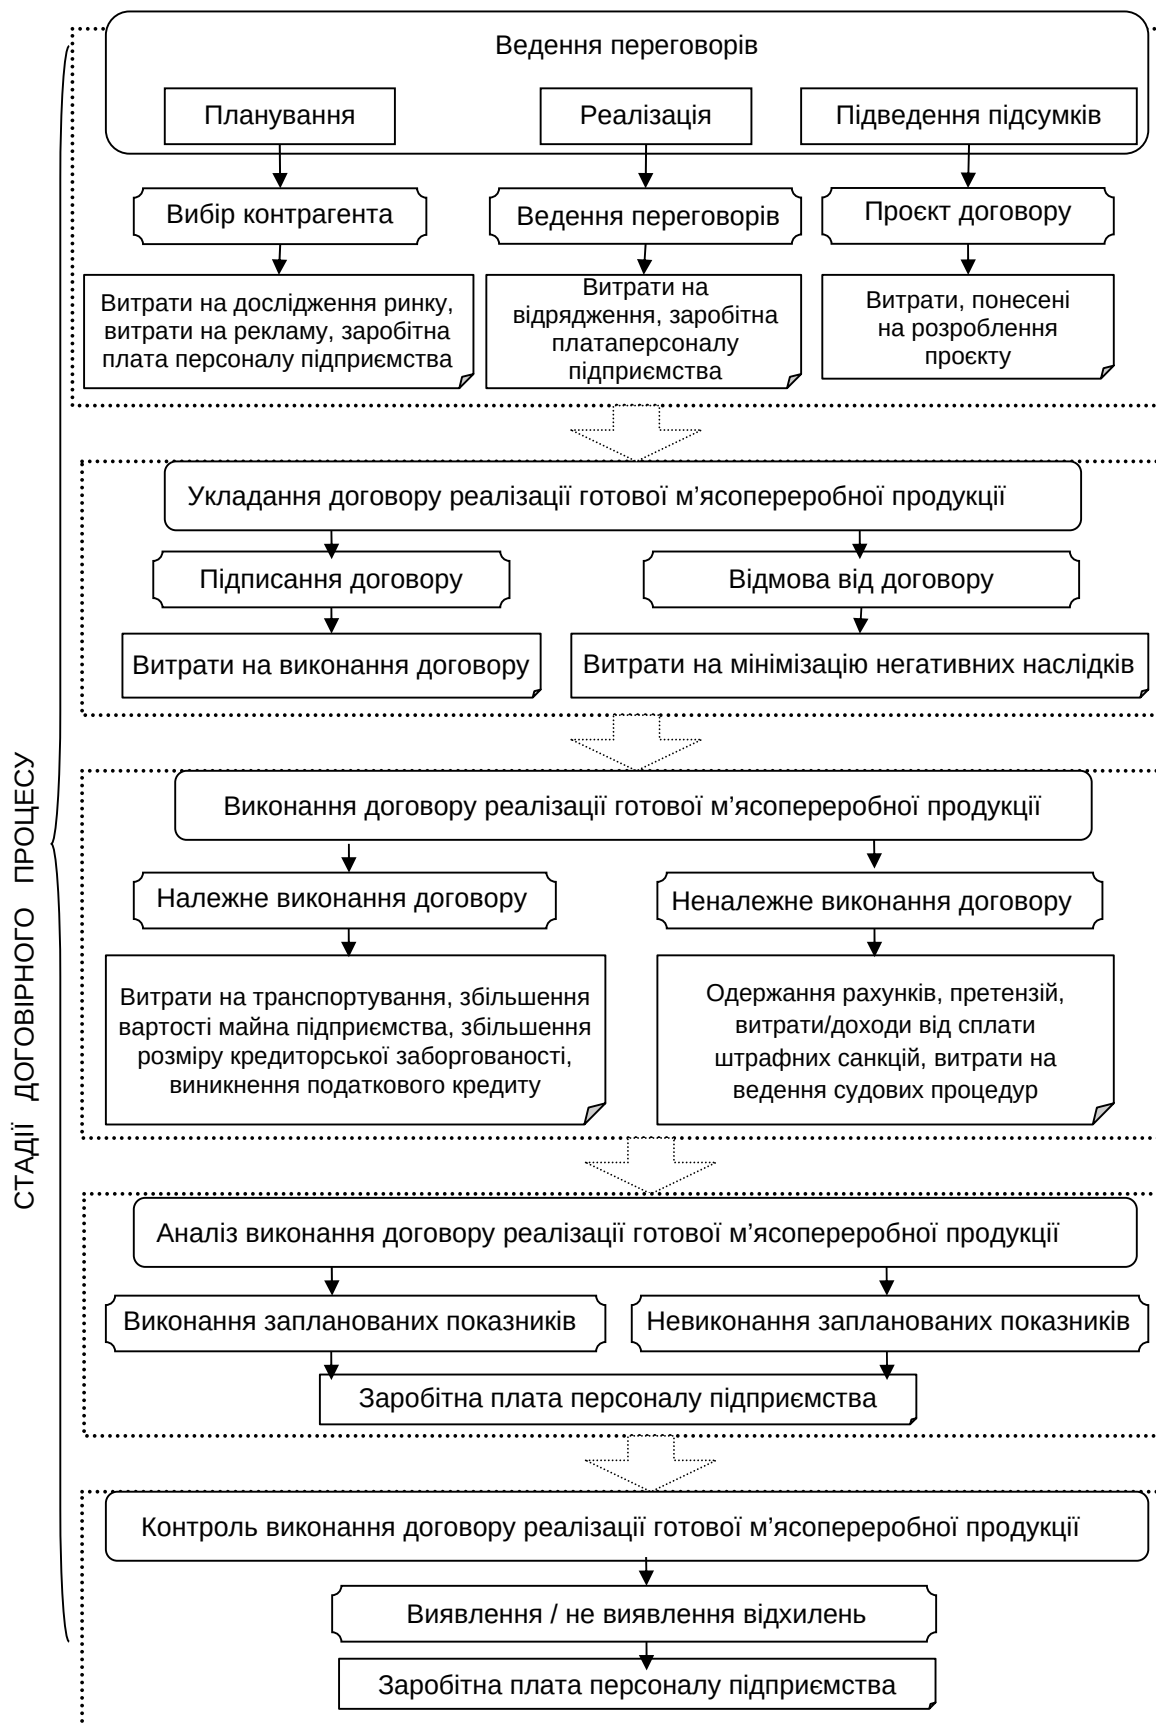 Ведення переговорів
Планування
Реалізація
Підведення підсумків
Вибір контрагента
Ведення переговорів
Проєкт договору
Витрати на дослідження ринку,
витрати на рекламу, заробітна
плата персоналу підприємства
Витрати на
відрядження, заробітна
платаперсоналу
підприємства
Витрати, понесені
на розроблення
проєкту
Укладання договору реалізації готової м’ясопереробної продукції
Підписання договору
Відмова від договору
Витрати на виконання договору
Витрати на мінімізацію негативних наслідків
СТАДІЇ ДОГОВІРНОГО ПРОЦЕСУ
Виконання договору реалізації готової м’ясопереробної продукції
Належне виконання договору
Неналежне виконання договору
Витрати на транспортування, збільшення
вартості майна підприємства, збільшення
розміру кредиторської заборгованості,
виникнення податкового кредиту
Одержання рахунків, претензій,
витрати/доходи від сплати
штрафних санкцій, витрати на
ведення судових процедур
Аналіз виконання договору реалізації готової м’ясопереробної продукції
Виконання запланованих показників
Невиконання запланованих показників
Заробітна плата персоналу підприємства
Контроль виконання договору реалізації готової м’ясопереробної продукції
Виявлення / не виявлення відхилень
Заробітна плата персоналу підприємства